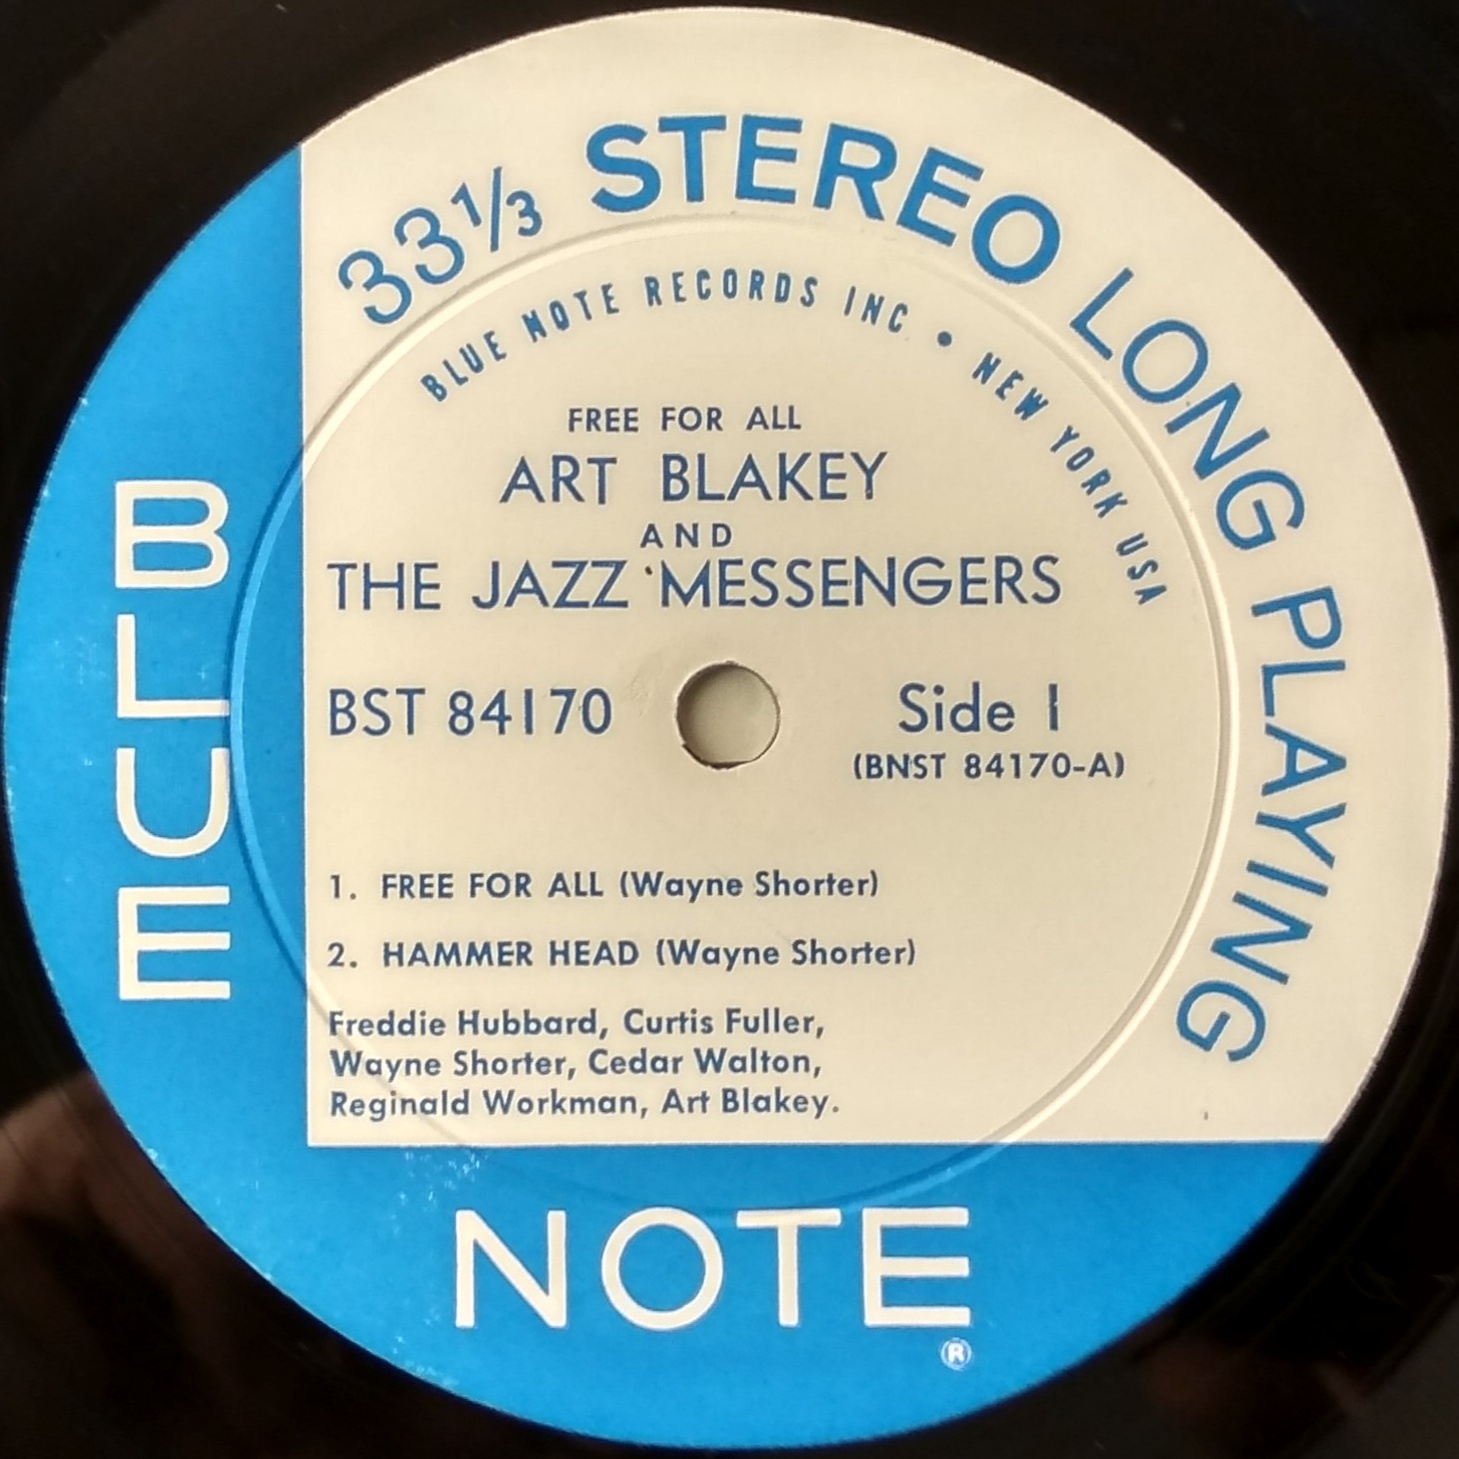 33⅓ STEREO LONG PLAYING
BLUE NOTE RECORDS INC • NEW YORK USA
FREE FOR ALL
ART BLAKEY
AND
THE JAZZ MESSENGERS
BST 84170
Side 1
(BNST 84170-A)
1. FREE FOR ALL (Wayne Shorter)
2. HAMMER HEAD (Wayne Shorter)
Freddie Hubbard, Curtis Fuller,
Wayne Shorter, Cedar Walton,
Reginald Workman, Art Blakey.
BLUE
NOTE
®